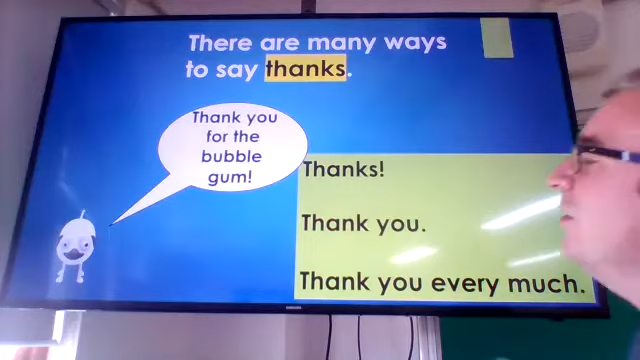 There are many ways
to say thanks.
Thank you
for the
bubble
gum!
Thanks!
Thank you.
Thank you every much.